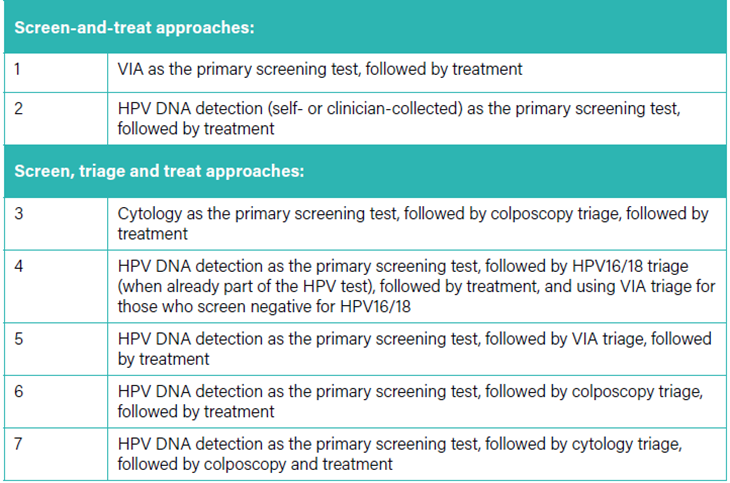 Screen-and-treat approaches:
1
VIA as the primary screening test, followed by treatment
2
HPV DNA detection (self- or clinician-collected) as the primary screening test,
followed by treatment
Screen, triage and treat approaches:
3
Cytology as the primary screening test, followed by colposcopy triage, followed by
treatment
4
HPV DNA detection as the primary screening test, followed by HPV16/18 triage
(when already part of the HPV test), followed by treatment, and using VIA triage for
those who screen negative for HPV16/18
5
HPV DNA detection as the primary screening test, followed by VIA triage, followed
by treatment
6
HPV DNA detection as the primary screening test, followed by colposcopy triage,
followed by treatment
7
HPV DNA detection as the primary screening test, followed by cytology triage,
followed by colposcopy and treatment